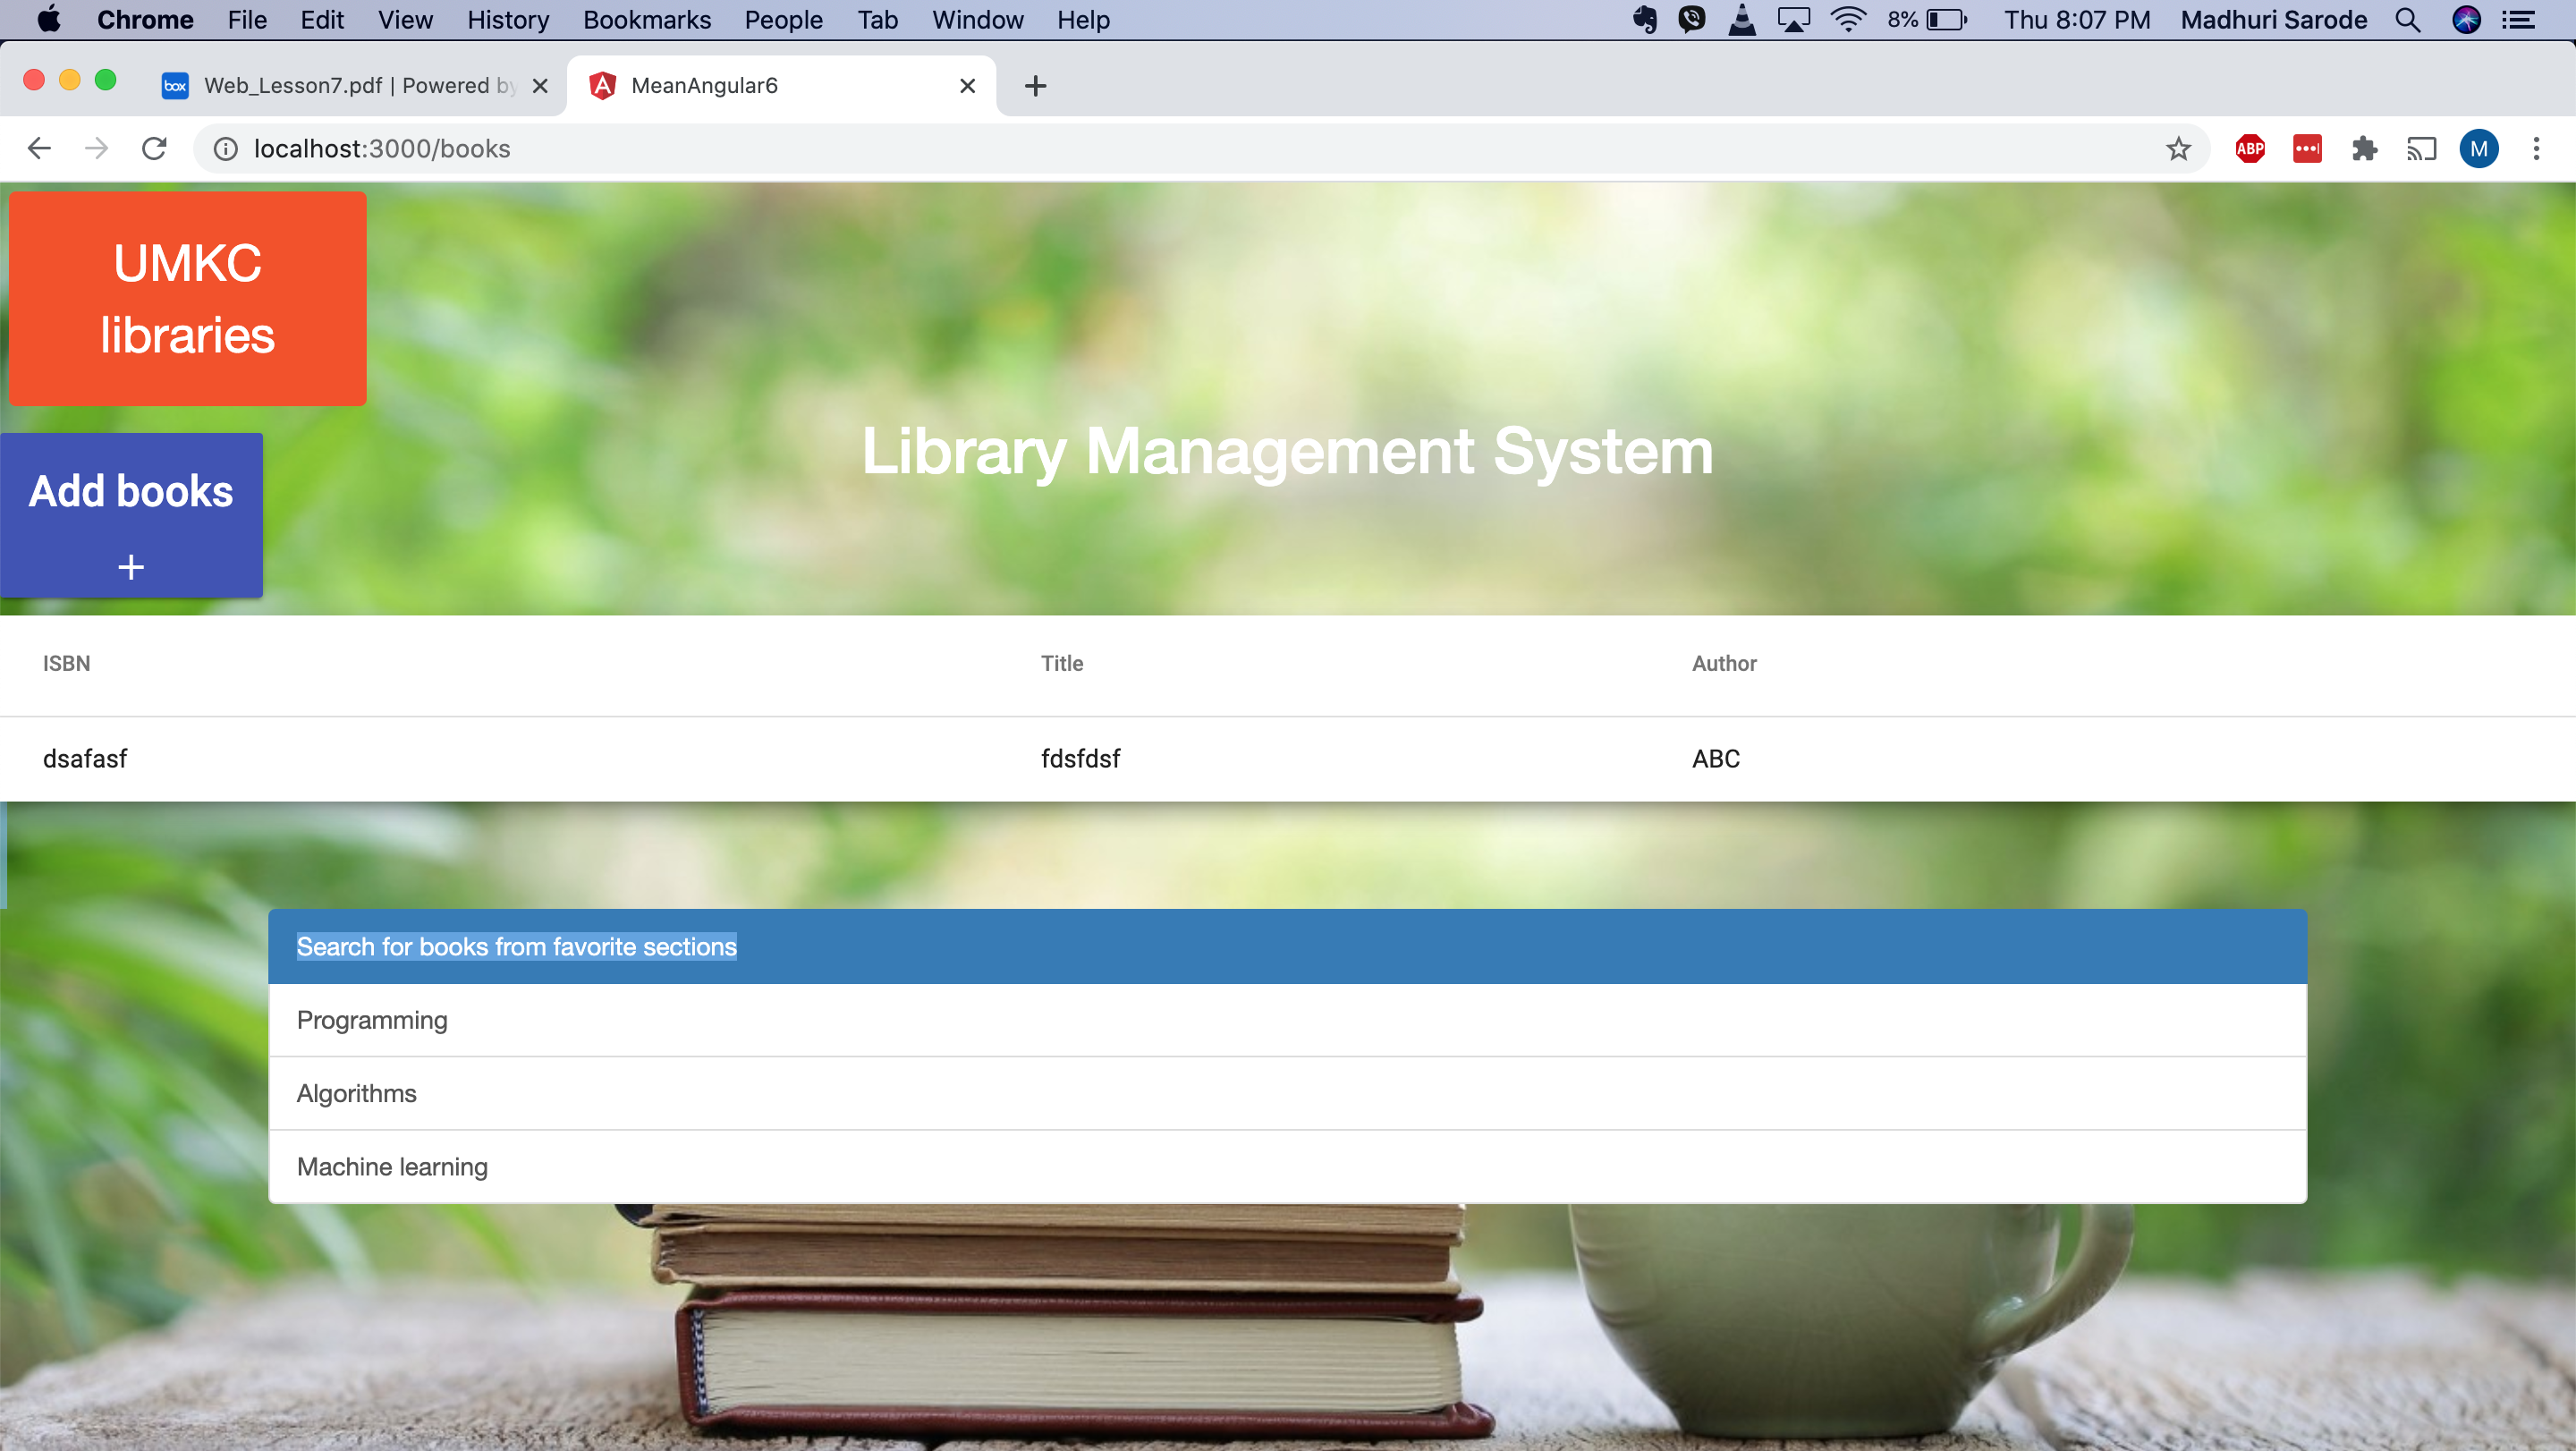 Chrome File Edit View History Bookmarks People Tab Window Help 8% Thu 8:07 PM Madhuri Sarode
box Web_Lesson7.pdf | Powered by MeanAngular6
localhost:3000/books ABP M
UMKC
libraries
Library Management System
Add books
+
ISBN Title Author
dsafasf fdsfdsf ABC
Search for books from favorite sections
Programming
Algorithms
Machine learning